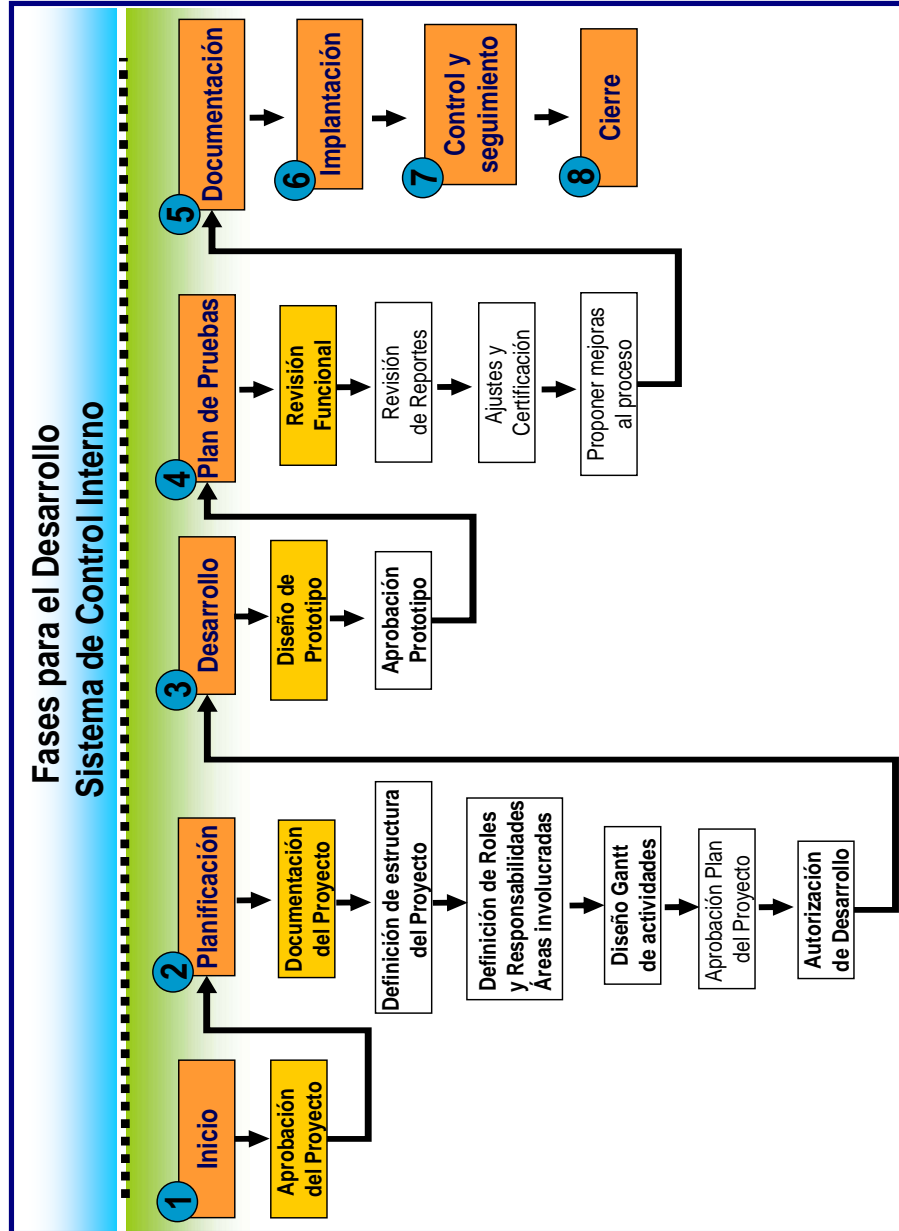 Fases para el Desarrollo
Sistema de Control Interno
1
Inicio
Aprobación
del Proyecto
2
Planificación
Documentación
del Proyecto
Definición de estructura
del Proyecto
Definición de Roles
y Responsabilidades
Áreas involucradas
Diseño Gantt
de actividades
Aprobación Plan
del Proyecto
Autorización
de Desarrollo
3
Desarrollo
Diseño de
Prototipo
Aprobación
Prototipo
4
Plan de Pruebas
Revisión
Funcional
Revisión
de Reportes
Ajustes y
Certificación
Proponer mejoras
al proceso
5
Documentación
6
Implantación
7
Control y
seguimiento
8
Cierre